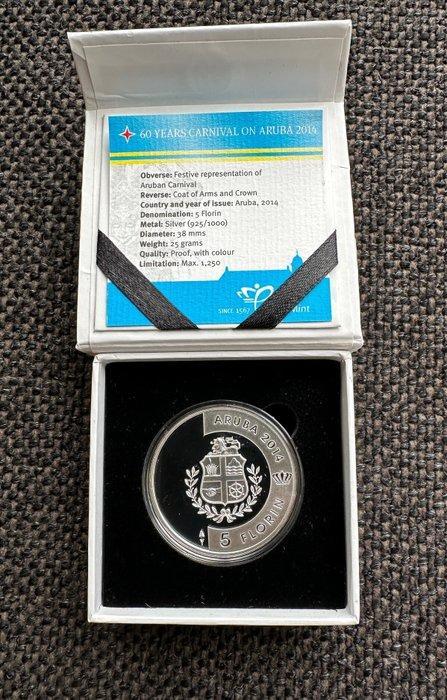 60 YEARS CARNIVAL ON ARUBA 2014
Obverse: Festive representation of
Aruban Carnival
Reverse: Coat of Arms and Crown
Country and year of issue: Aruba, 2014
Denomination: 5 Florin
Metal: Silver (925/1000)
Diameter: 38 mms
Weight: 25 grams
Quality: Proof, with colour
Limitation: Max. 1,250
SINCE 1567
Mint
ARUBA 2014
5 FLORIN